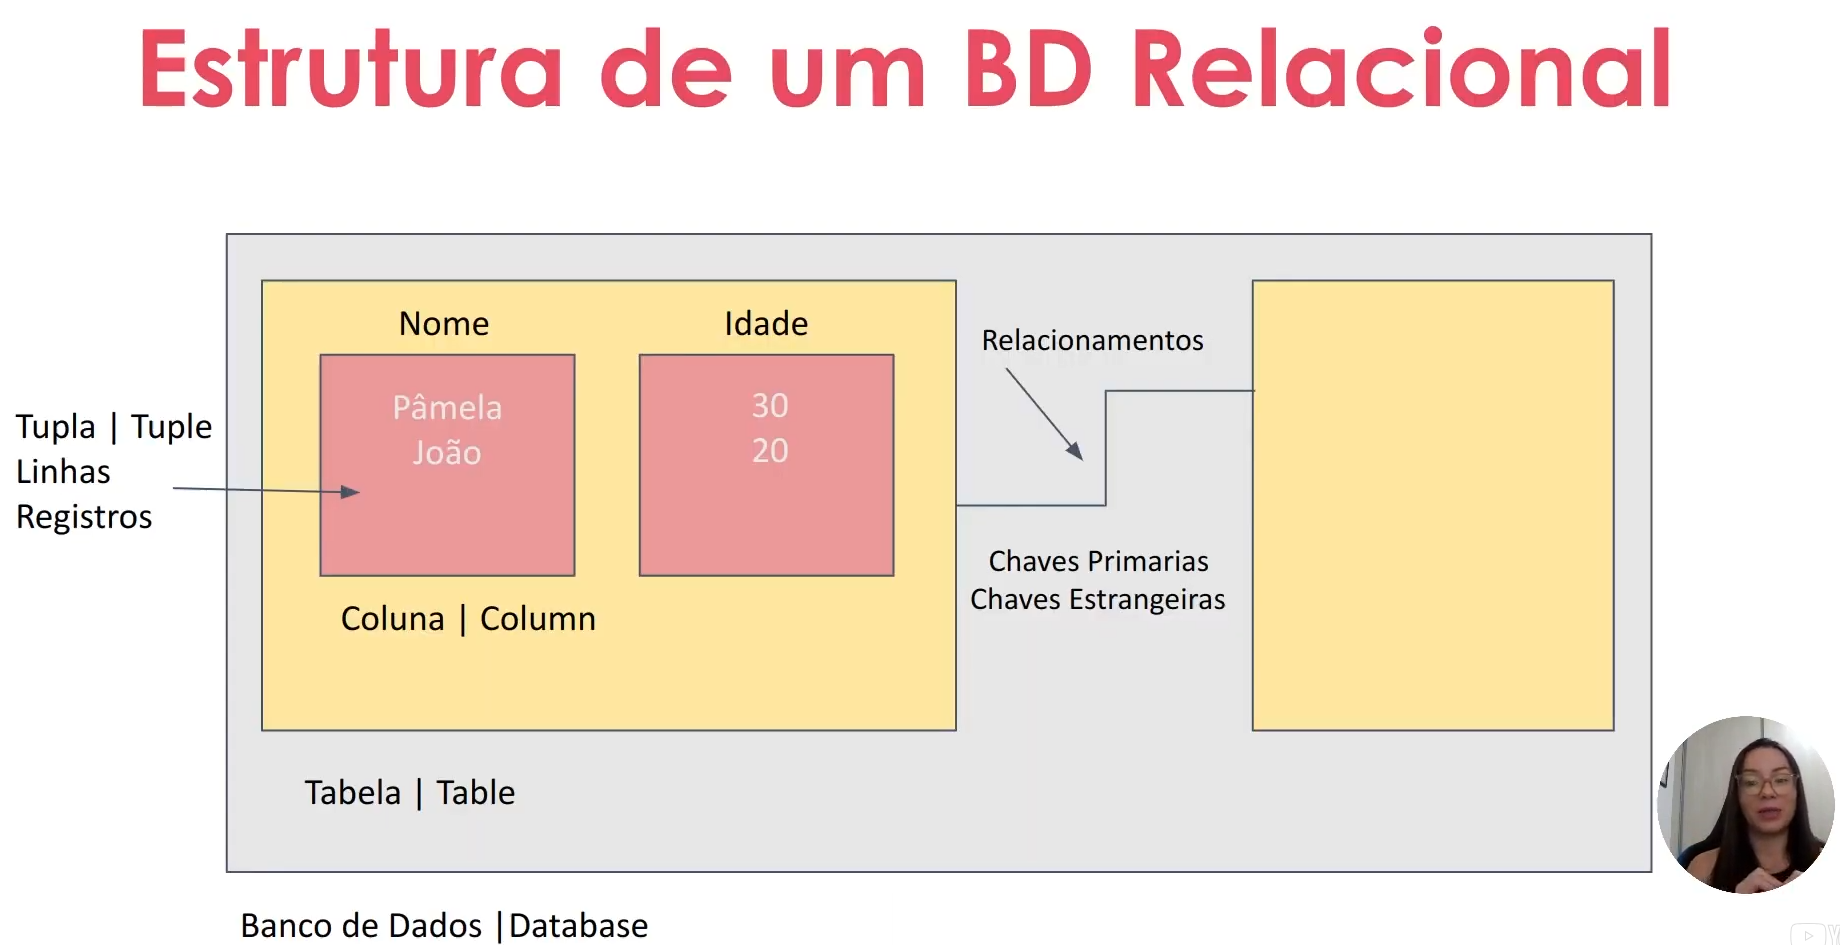 Estrutura de um BD Relacional
Nome
Idade
Pâmela
João
30
20
Tupla | Tuple
Linhas
Registros
Coluna | Column
Relacionamentos
Chaves Primarias
Chaves Estrangeiras
Tabela | Table
Banco de Dados |Database